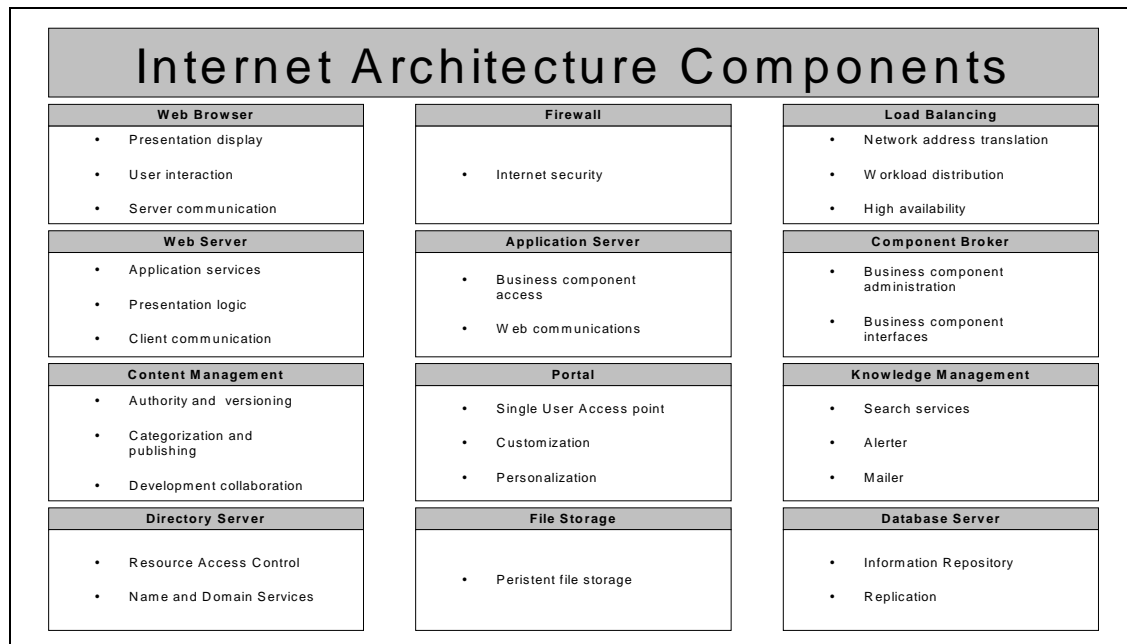 Internet Architecture Components
Web Browser
• Presentation display
• User interaction
• Server communication
Firewall
• Internet security
Load Balancing
• Network address translation
• Workload distribution
• High availability
Web Server
• Application services
• Presentation logic
• Client communication
Application Server
• Business component
access
• Web communications
Component Broker
• Business component
administration
• Business component
interfaces
Content Management
• Authority and versioning
• Categorization and
publishing
• Development collaboration
Portal
• Single User Access point
• Customization
• Personalization
Knowledge Management
• Search services
• Alerter
• Mailer
Directory Server
• Resource Access Control
• Name and Domain Services
File Storage
• Peristent file storage
Database Server
• Information Repository
• Replication